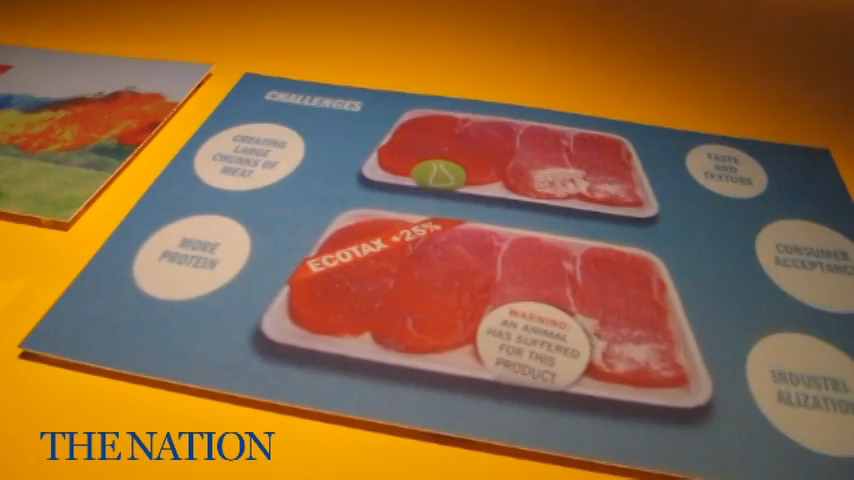 CHALLENGES
CREATING
LARGE
CHUNKS OF
MEAT
TASTE
AND
TEXTURE
MORE
PROTEIN
ECOTAX +25%
CONSUMER
ACCEPTANCE
WARNING:
AN ANIMAL
HAS SUFFERED
FOR THIS
PRODUCT
INDUSTRI
ALIZATION
THE NATION